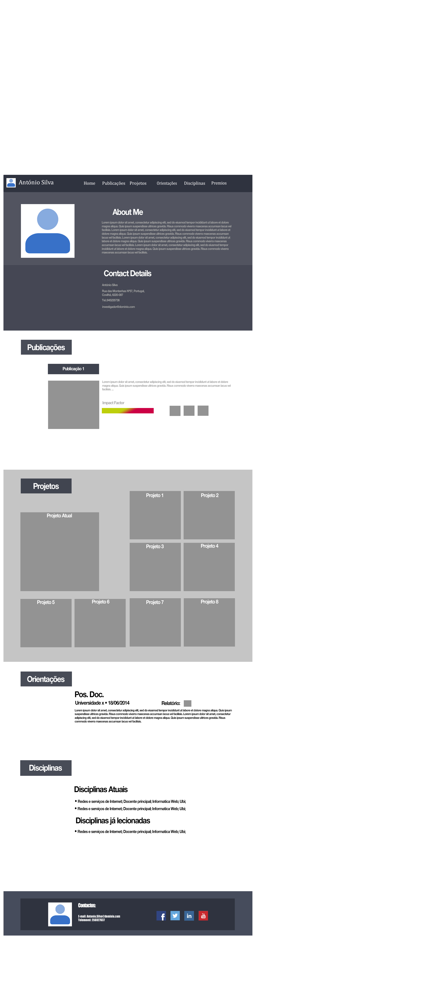 António Silva
Home Publicações Projetos Orientações Disciplinas Premios
About Me
Lorem ipsum dolor sit amet, consectetur adipiscing elit, sed do eiusmod tempor incididunt ut labore et dolore
magna aliqua. Quis ipsum suspendisse ultrices gravida. Risus commodo viverra maecenas accumsan lacus vel
facilisis. Lorem ipsum dolor sit amet, consectetur adipiscing elit, sed do eiusmod tempor incididunt ut labore et
dolore magna aliqua. Quis ipsum suspendisse ultrices gravida. Risus commodo viverra maecenas accumsan
lacus vel facilisis. Lorem ipsum dolor sit amet, consectetur adipiscing elit, sed do eiusmod tempor incididunt ut
labore et dolore magna aliqua. Quis ipsum suspendisse ultrices gravida. Risus commodo viverra maecenas
accumsan lacus vel facilisis. Lorem ipsum dolor sit amet, consectetur adipiscing elit, sed do eiusmod tempor
incididunt ut labore et dolore magna aliqua. Quis ipsum suspendisse ultrices gravida. Risus commodo viverra
maecenas accumsan lacus vel facilisis.
Contact Details
António Silva
Rua das Montanhas Nº57, Portugal,
Covilhã, 6220-087
Tel.:945235736
investigador@dominio.com
Publicações
Publicação 1
Lorem ipsum dolor sit amet, consectetur adipiscing elit, sed do eiusmod tempor incididunt ut labore et dolore
magna aliqua. Quis ipsum suspendisse ultrices gravida. Risus commodo viverra maecenas accumsan lacus vel
facilisis. ...
Impact Factor
Projetos
Projeto 1
Projeto 2
Projeto Atual
Projeto 3
Projeto 4
Projeto 5
Projeto 6
Projeto 7
Projeto 8
Orientações
Pos. Doc.
Universidade x • 18/06/2014
Relatório:
Lorem ipsum dolor sit amet, consectetur adipiscing elit, sed do eiusmod tempor incididunt ut labore et dolore magna aliqua. Quis ipsum
suspendisse ultrices gravida. Risus commodo viverra maecenas accumsan lacus vel facilisis. Lorem ipsum dolor sit amet, consectetur
adipiscing elit, sed do eiusmod tempor incididunt ut labore et dolore magna aliqua. Quis ipsum suspendisse ultrices gravida. Risus
commodo viverra maecenas accumsan lacus vel facilisis.
Disciplinas
Disciplinas Atuais
• Redes e serviços de Internet; Docente principal; Informatica Web; Ubi;
• Redes e serviços de Internet; Docente principal; Informatica Web; Ubi;
Disciplinas já lecionadas
• Redes e serviços de Internet; Docente principal; Informatica Web; Ubi;
Contactos:
E-mail: Antonio.Silva@dominio.com
Telemovel: 256827637
f
in
You
Tube